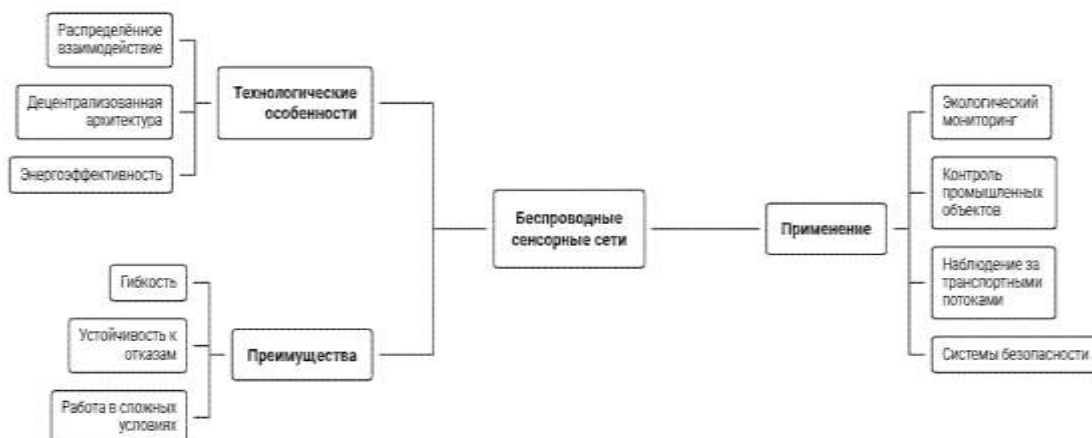 Распределённое
взаимодействие
Децентрализованная
архитектура
Энергоэффективность
Технологические
особенности
Гибкость
Устойчивость к
отказам
Работа в сложных
условиях
Преимущества
Беспроводные
сенсорные сети
Применение
Экологический
мониторинг
Контроль
промышленных
объектов
Наблюдение за
транспортными
потоками
Системы безопасности